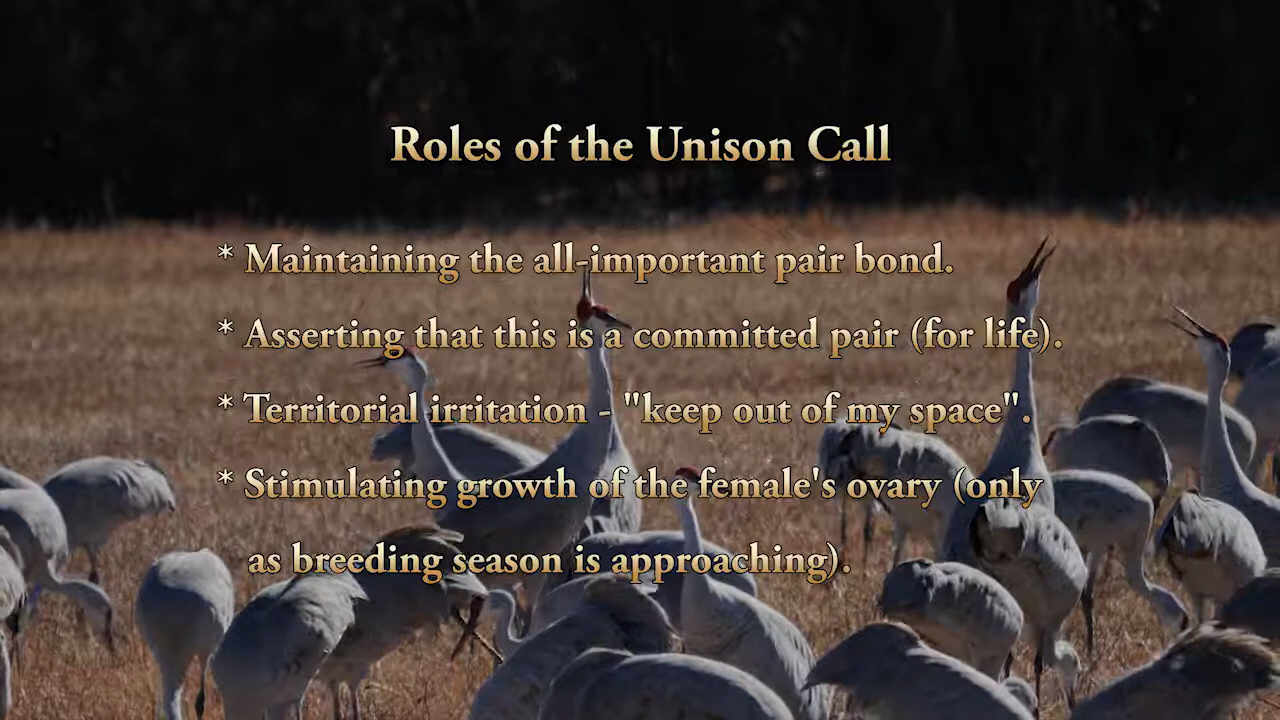 Roles of the Unison Call
* Maintaining the all-important pair bond.
* Asserting that this is a committed pair (for life).
* Territorial irritation - "keep out of my space".
* Stimulating growth of the female's ovary (only
as breeding season is approaching).